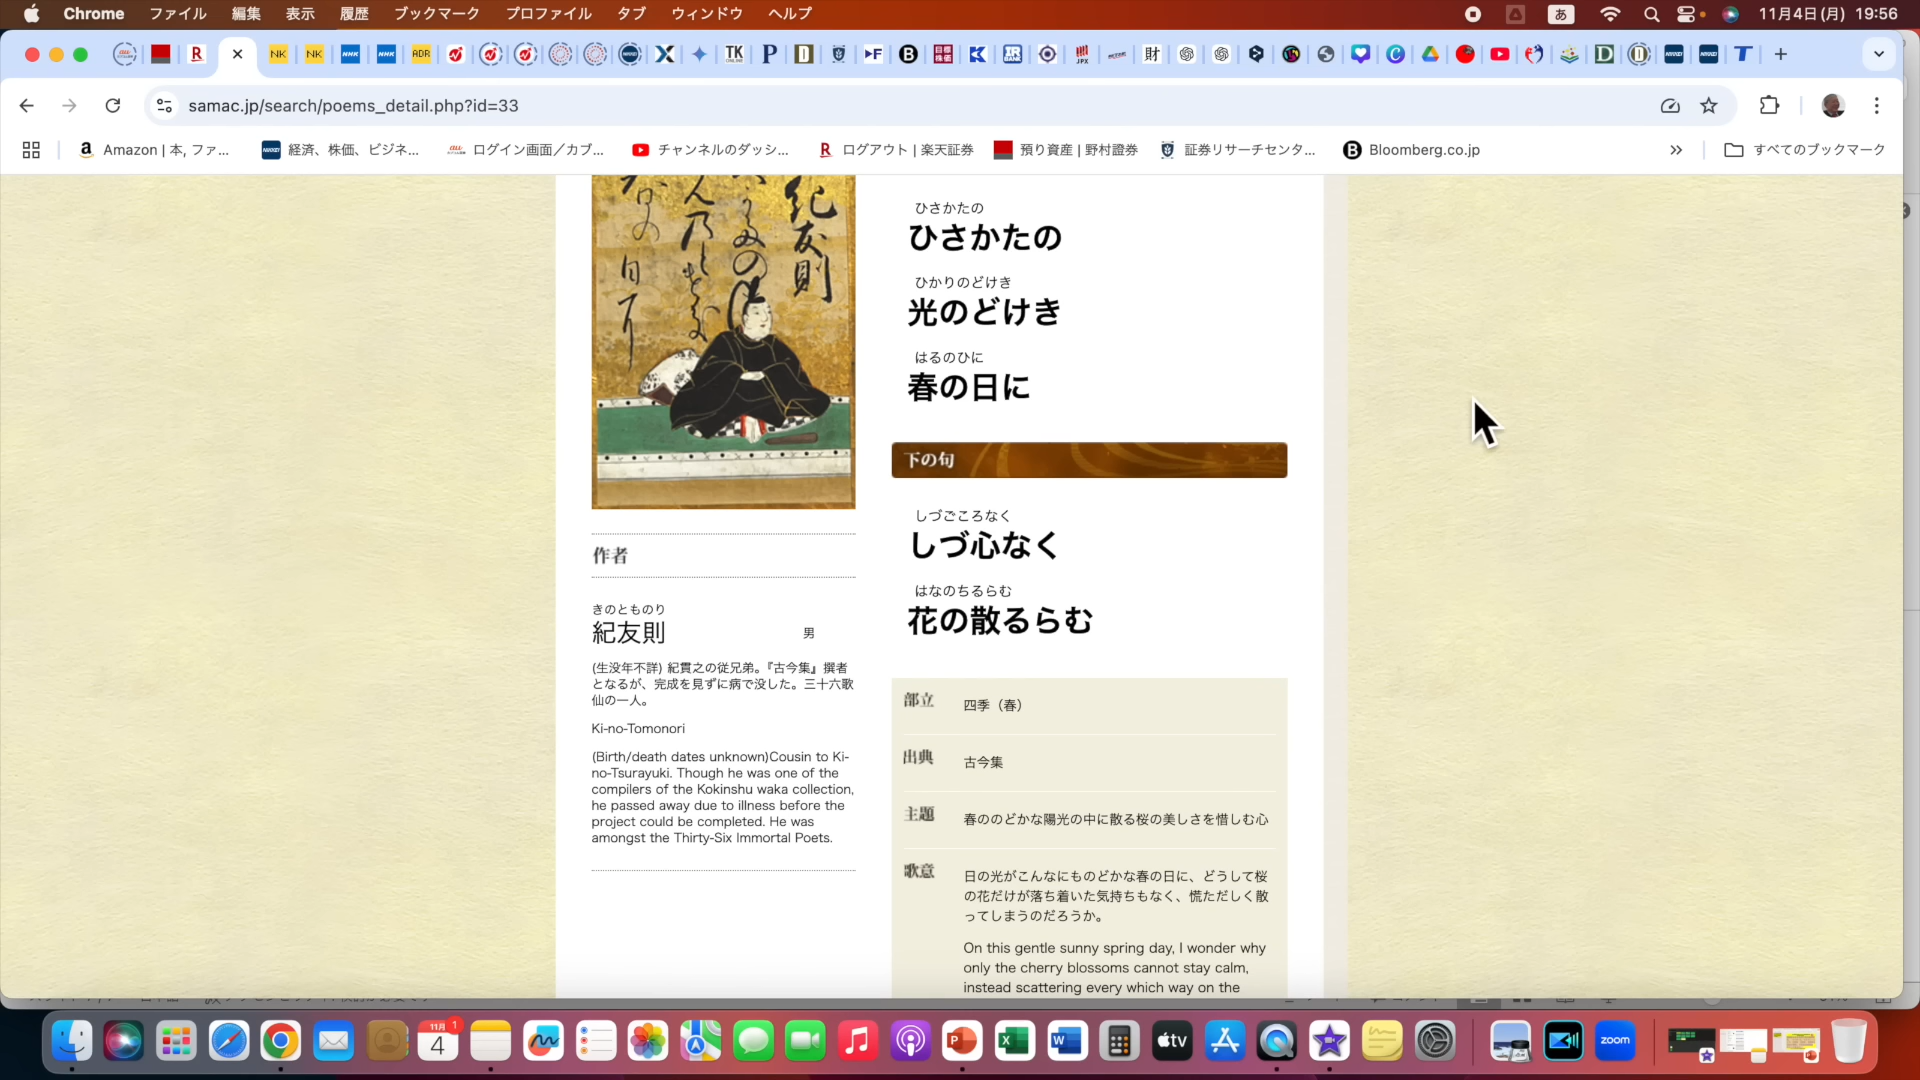 Chrome ファイル 編集 表示 履歴 ブックマーク プロファイル タブ ウィンドウ ヘルプ あ 11月4日(月) 19:56
samac.jp/search/poems_detail.php?id=33
Amazon | 本, ファ... 経済、株価、ビジネ... ログイン画面／カブ... チャンネルのダッシ... ログアウト | 楽天証券 預り資産 | 野村證券 証券リサーチセンタ... Bloomberg.co.jp すべてのブックマーク
紀友則
ひさかたの
ひさかたの
ひかりのどけき
光のどけき
はるのひに
春の日に
下の句
しづごころなく
しづ心なく
はなのちるらむ
花の散るらむ
作者
きのとものり
紀友則 男
(生没年不詳) 紀貫之の従兄弟。『古今集』撰者
となるが、完成を見ずに病で没した。三十六歌
仙の一人。
Ki-no-Tomonori
(Birth/death dates unknown)Cousin to Ki-
no-Tsurayuki. Though he was one of the
compilers of the Kokinshu waka collection,
he passed away due to illness before the
project could be completed. He was
amongst the Thirty-Six Immortal Poets.
部立 四季（春）
出典 古今集
主題 春ののどかな陽光の中に散る桜の美しさを惜しむ心
歌意 日の光がこんなにものどかな春の日に、どうして桜
の花だけが落ち着いた気持ちもなく、慌ただしく散
ってしまうのだろうか。
On this gentle sunny spring day, I wonder why
only the cherry blossoms cannot stay calm,
instead scattering every which way on the
11月 1
4
tv
zoom